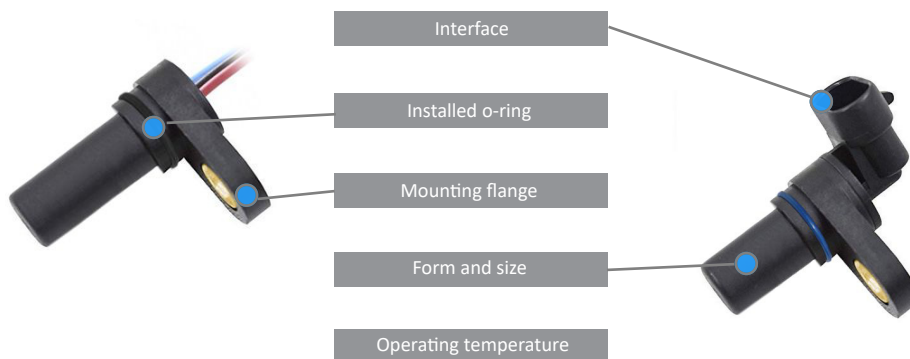 Interface
Installed o-ring
Mounting flange
Form and size
Operating temperature